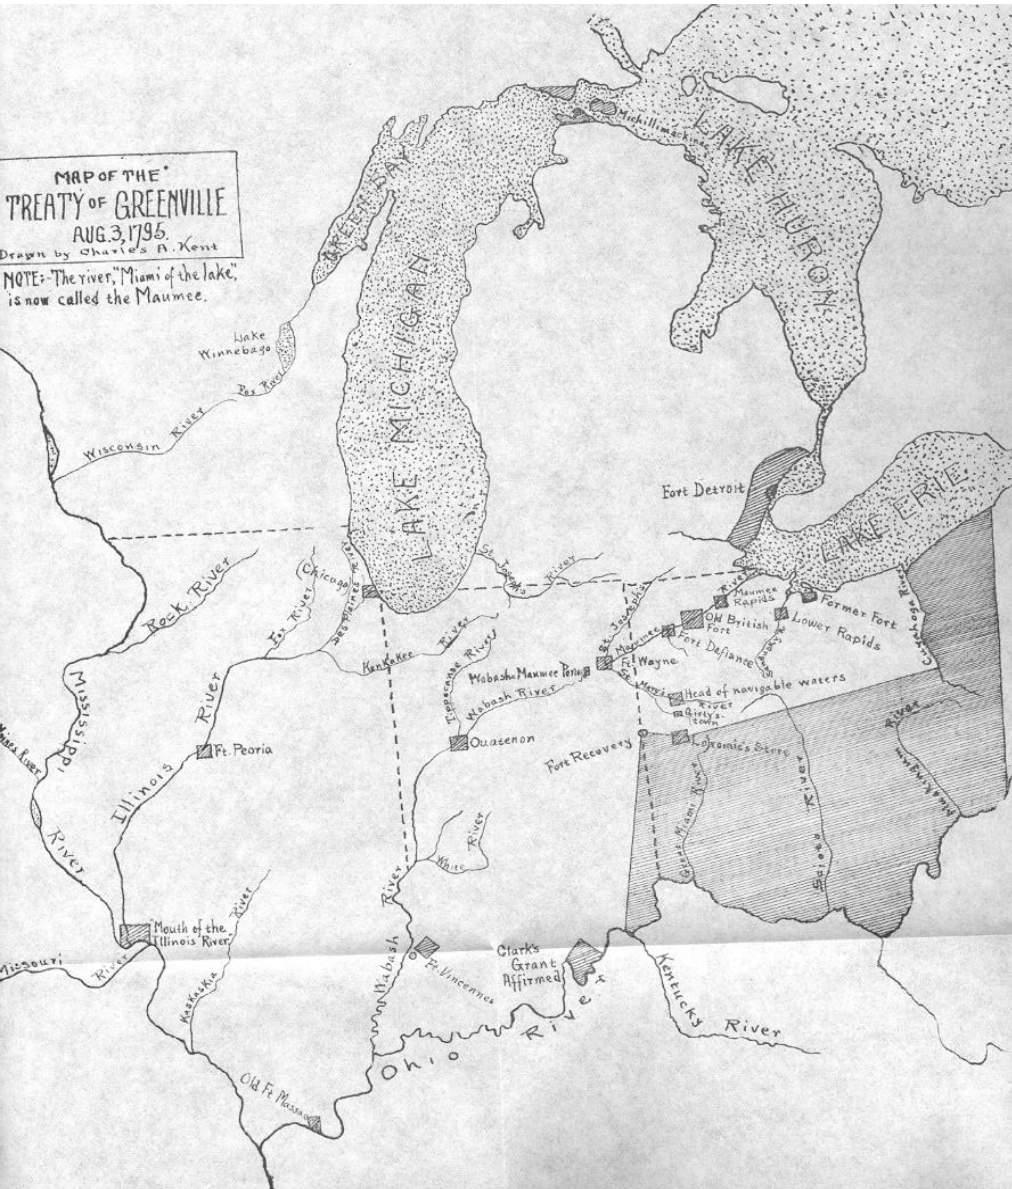 MAP OF THE
TREATY OF GREENVILLE
AUG. 3, 1795.
Drawn by Charles A. Kent
NOTE:- The river, "Miami of the lake",
is now called the Maumee.
LAKE HURON
GREEN BAY
LAKE MICHIGAN
Lake
Winnebago
Fox River
Wisconsin River
Fort Detroit
LAKE ERIE
Rock River
(Chicago)
Fox River
Des Plaines R.
St. Joseph's River
Kankakee River
Tippecanoe River
Wabash River
Wabash-Maumee Portage
St. Joseph's
Ft. Wayne
Maumee River
Maumee
Rapids
Old British
Fort
Fort Defiance
Former Fort
Lower Rapids
Cuyahoga River
Head of navigable waters
River
Girty's-
town
Loromie's Store
Fort Recovery
Ouatenon
Mississippi River
Illinois River
Ft. Peoria
White River
Great Miami River
Scioto River
Muskingum River
Mouth of the
Illinois River
Missouri River
Kaskaskia River
Wabash River
Ft. Vincennes
Clark's
Grant
Affirmed
Ohio River
Kentucky River
Old Ft Massac